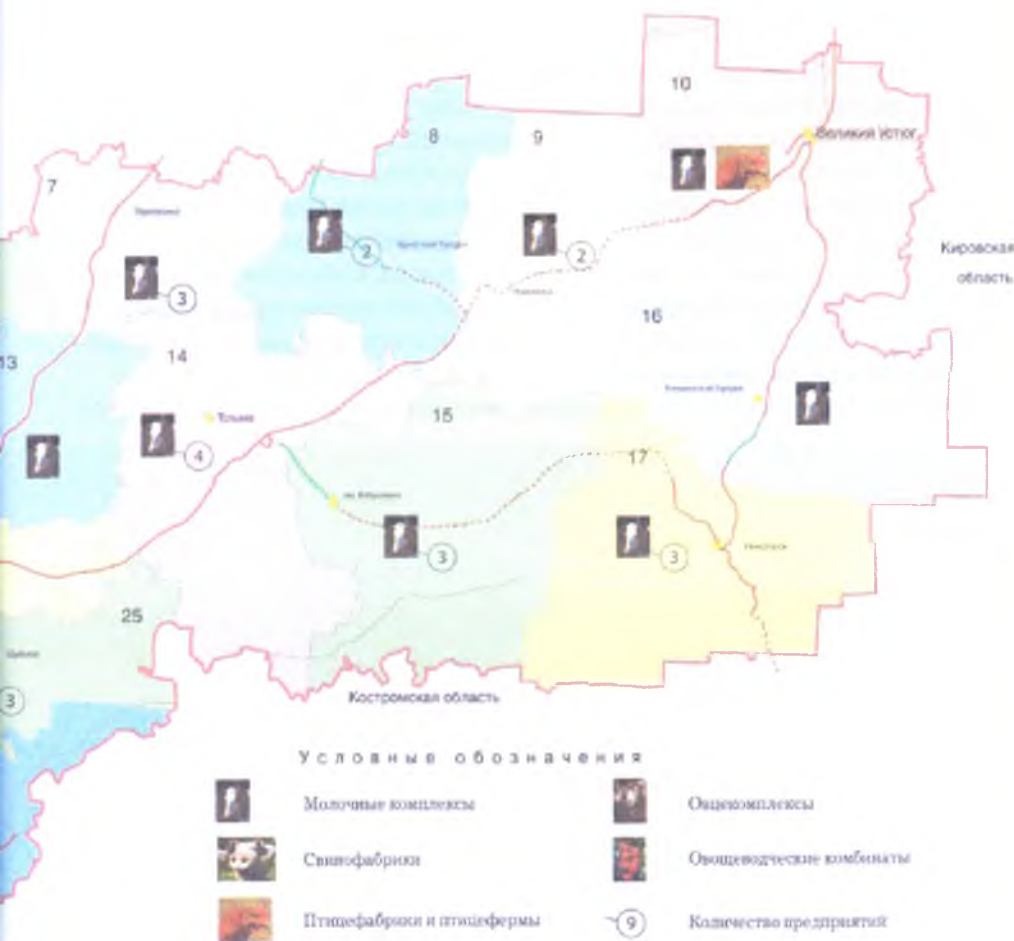 10
Великий Устюг
8
9
7
2
2
Кировская
область
3
16
13
14
15
Тотьма
4
17
3
3
25
3
Костромская область
Условные обозначения
Молочные комплексы
Овцекомплексы
Свинофабрики
Овощеводческие комбинаты
Птицефабрики и птицефермы
9
Количество предприятий